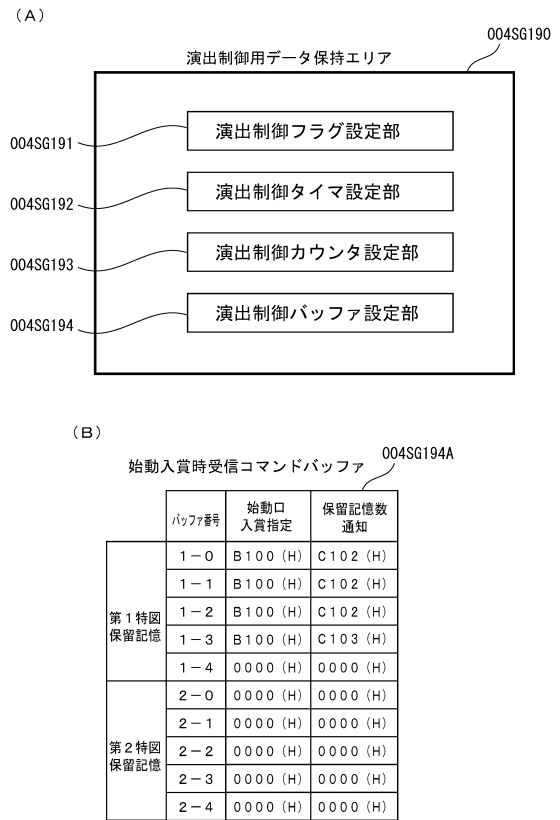 （A）
004SG190
演出制御用データ保持エリア
004SG191
演出制御フラグ設定部
004SG192
演出制御タイマ設定部
004SG193
演出制御カウンタ設定部
004SG194
演出制御バッファ設定部
（B）
004SG194A
始動入賞時受信コマンドバッファ
バッファ番号 始動口入賞指定 保留記憶数通知
第１特図保留記憶
１－０ Ｂ１００（Ｈ） Ｃ１０２（Ｈ）
１－１ Ｂ１００（Ｈ） Ｃ１０２（Ｈ）
１－２ Ｂ１００（Ｈ） Ｃ１０２（Ｈ）
１－３ Ｂ１００（Ｈ） Ｃ１０３（Ｈ）
１－４ ００００（Ｈ） ００００（Ｈ）
第２特図保留記憶
２－０ ００００（Ｈ） ００００（Ｈ）
２－１ ００００（Ｈ） ００００（Ｈ）
２－２ ００００（Ｈ） ００００（Ｈ）
２－３ ００００（Ｈ） ００００（Ｈ）
２－４ ００００（Ｈ） ００００（Ｈ）